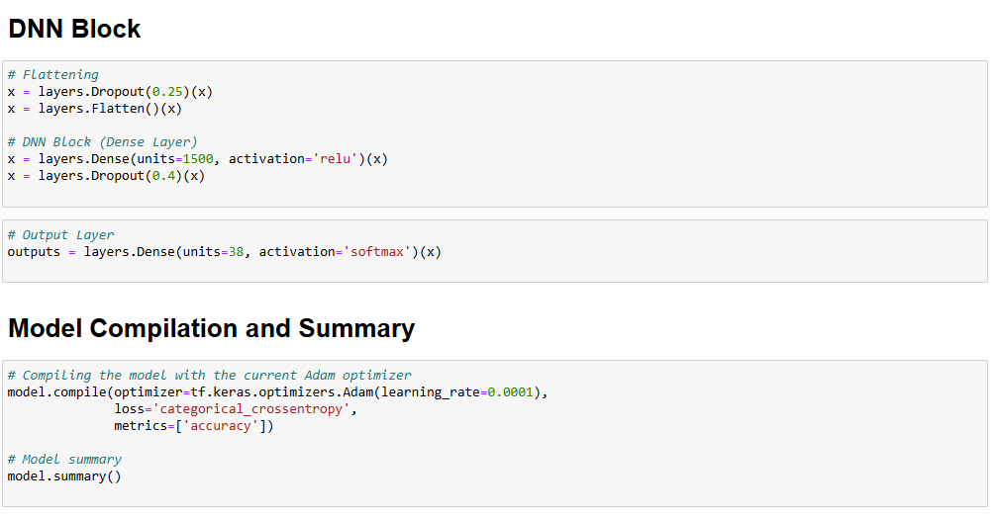 DNN Block
# Flattening
x = layers.Dropout(0.25)(x)
x = layers.Flatten()(x)
# DNN Block (Dense Layer)
x = layers.Dense(units=1500, activation='relu')(x)
x = layers.Dropout(0.4)(x)
# Output Layer
outputs = layers.Dense(units=38, activation='softmax')(x)
Model Compilation and Summary
# Compiling the model with the current Adam optimizer
model.compile(optimizer=tf.keras.optimizers.Adam(learning_rate=0.0001),
loss='categorical_crossentropy',
metrics=['accuracy'])
# Model summary
model.summary()